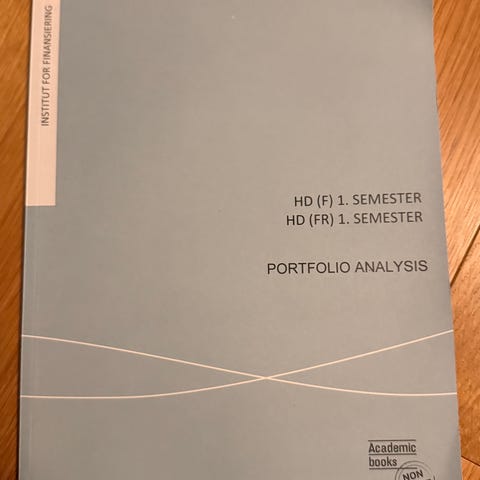 INSTITUT FOR FINANSIERING
HD (F) 1. SEMESTER
HD (FR) 1. SEMESTER
PORTFOLIO ANALYSIS
Academic
books
NON